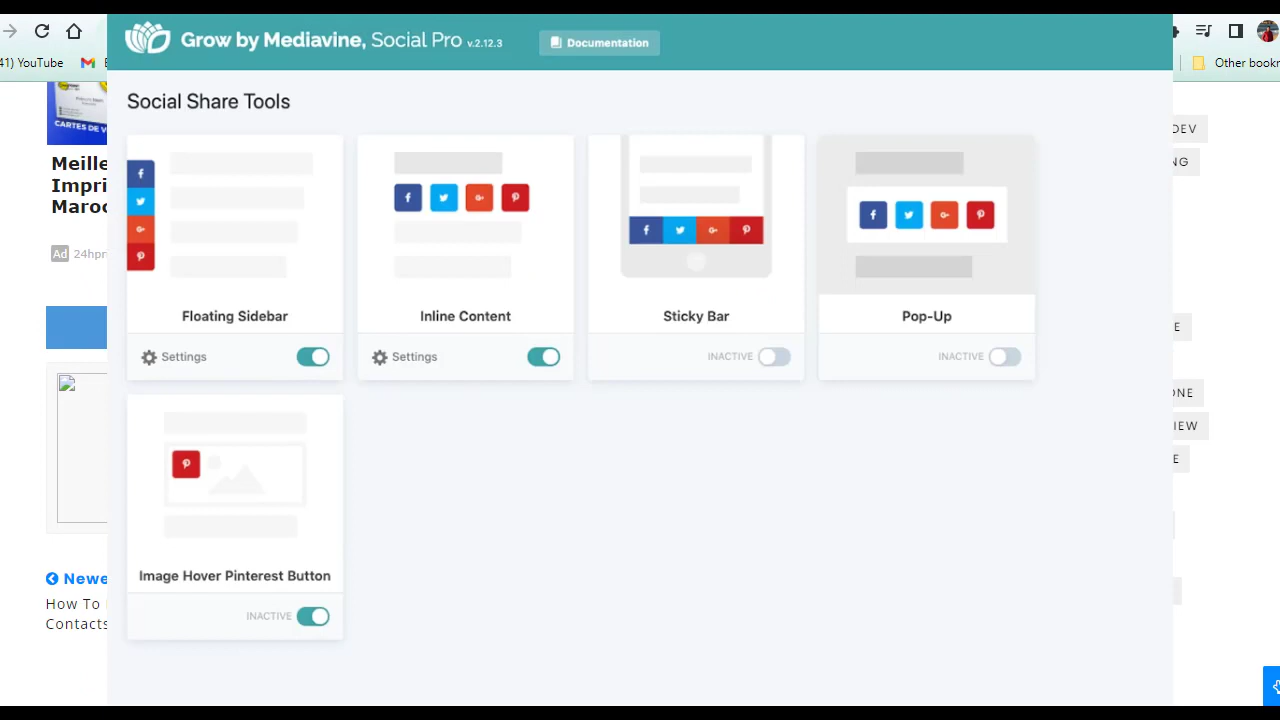 41) YouTube
Grow by Mediavine, Social Pro v.2.12.3
Documentation
Other bookr
Social Share Tools
CARTES DE V
Meille
Impri
Maroc
Ad 24hpr
Floating Sidebar
Inline Content
Sticky Bar
Pop-Up
Settings
Settings
INACTIVE
INACTIVE
Image Hover Pinterest Button
INACTIVE
Newe
How To
Contacts
DEV
NG
E
ONE
IEW
E